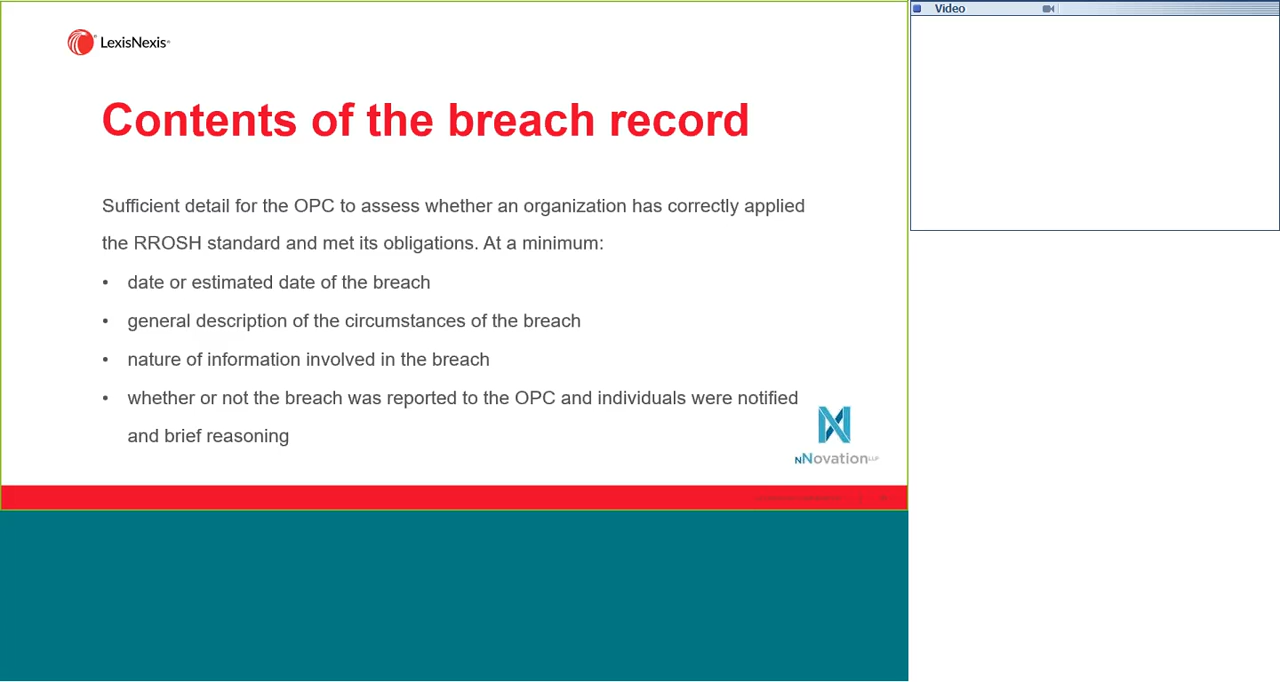 LexisNexis®
Video
Contents of the breach record
Sufficient detail for the OPC to assess whether an organization has correctly applied
the RROSH standard and met its obligations. At a minimum:
• date or estimated date of the breach
• general description of the circumstances of the breach
• nature of information involved in the breach
• whether or not the breach was reported to the OPC and individuals were notified
and brief reasoning
NNovation LLP